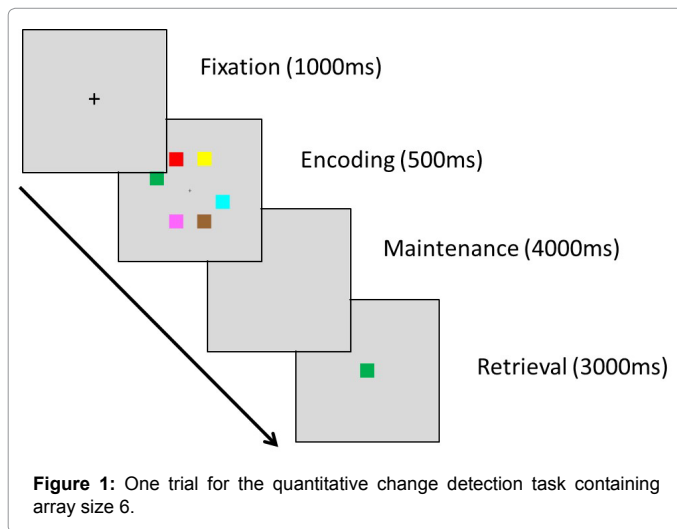 Fixation (1000ms)
+
Encoding (500ms)
Maintenance (4000ms)
Retrieval (3000ms)
Figure 1: One trial for the quantitative change detection task containing
array size 6.